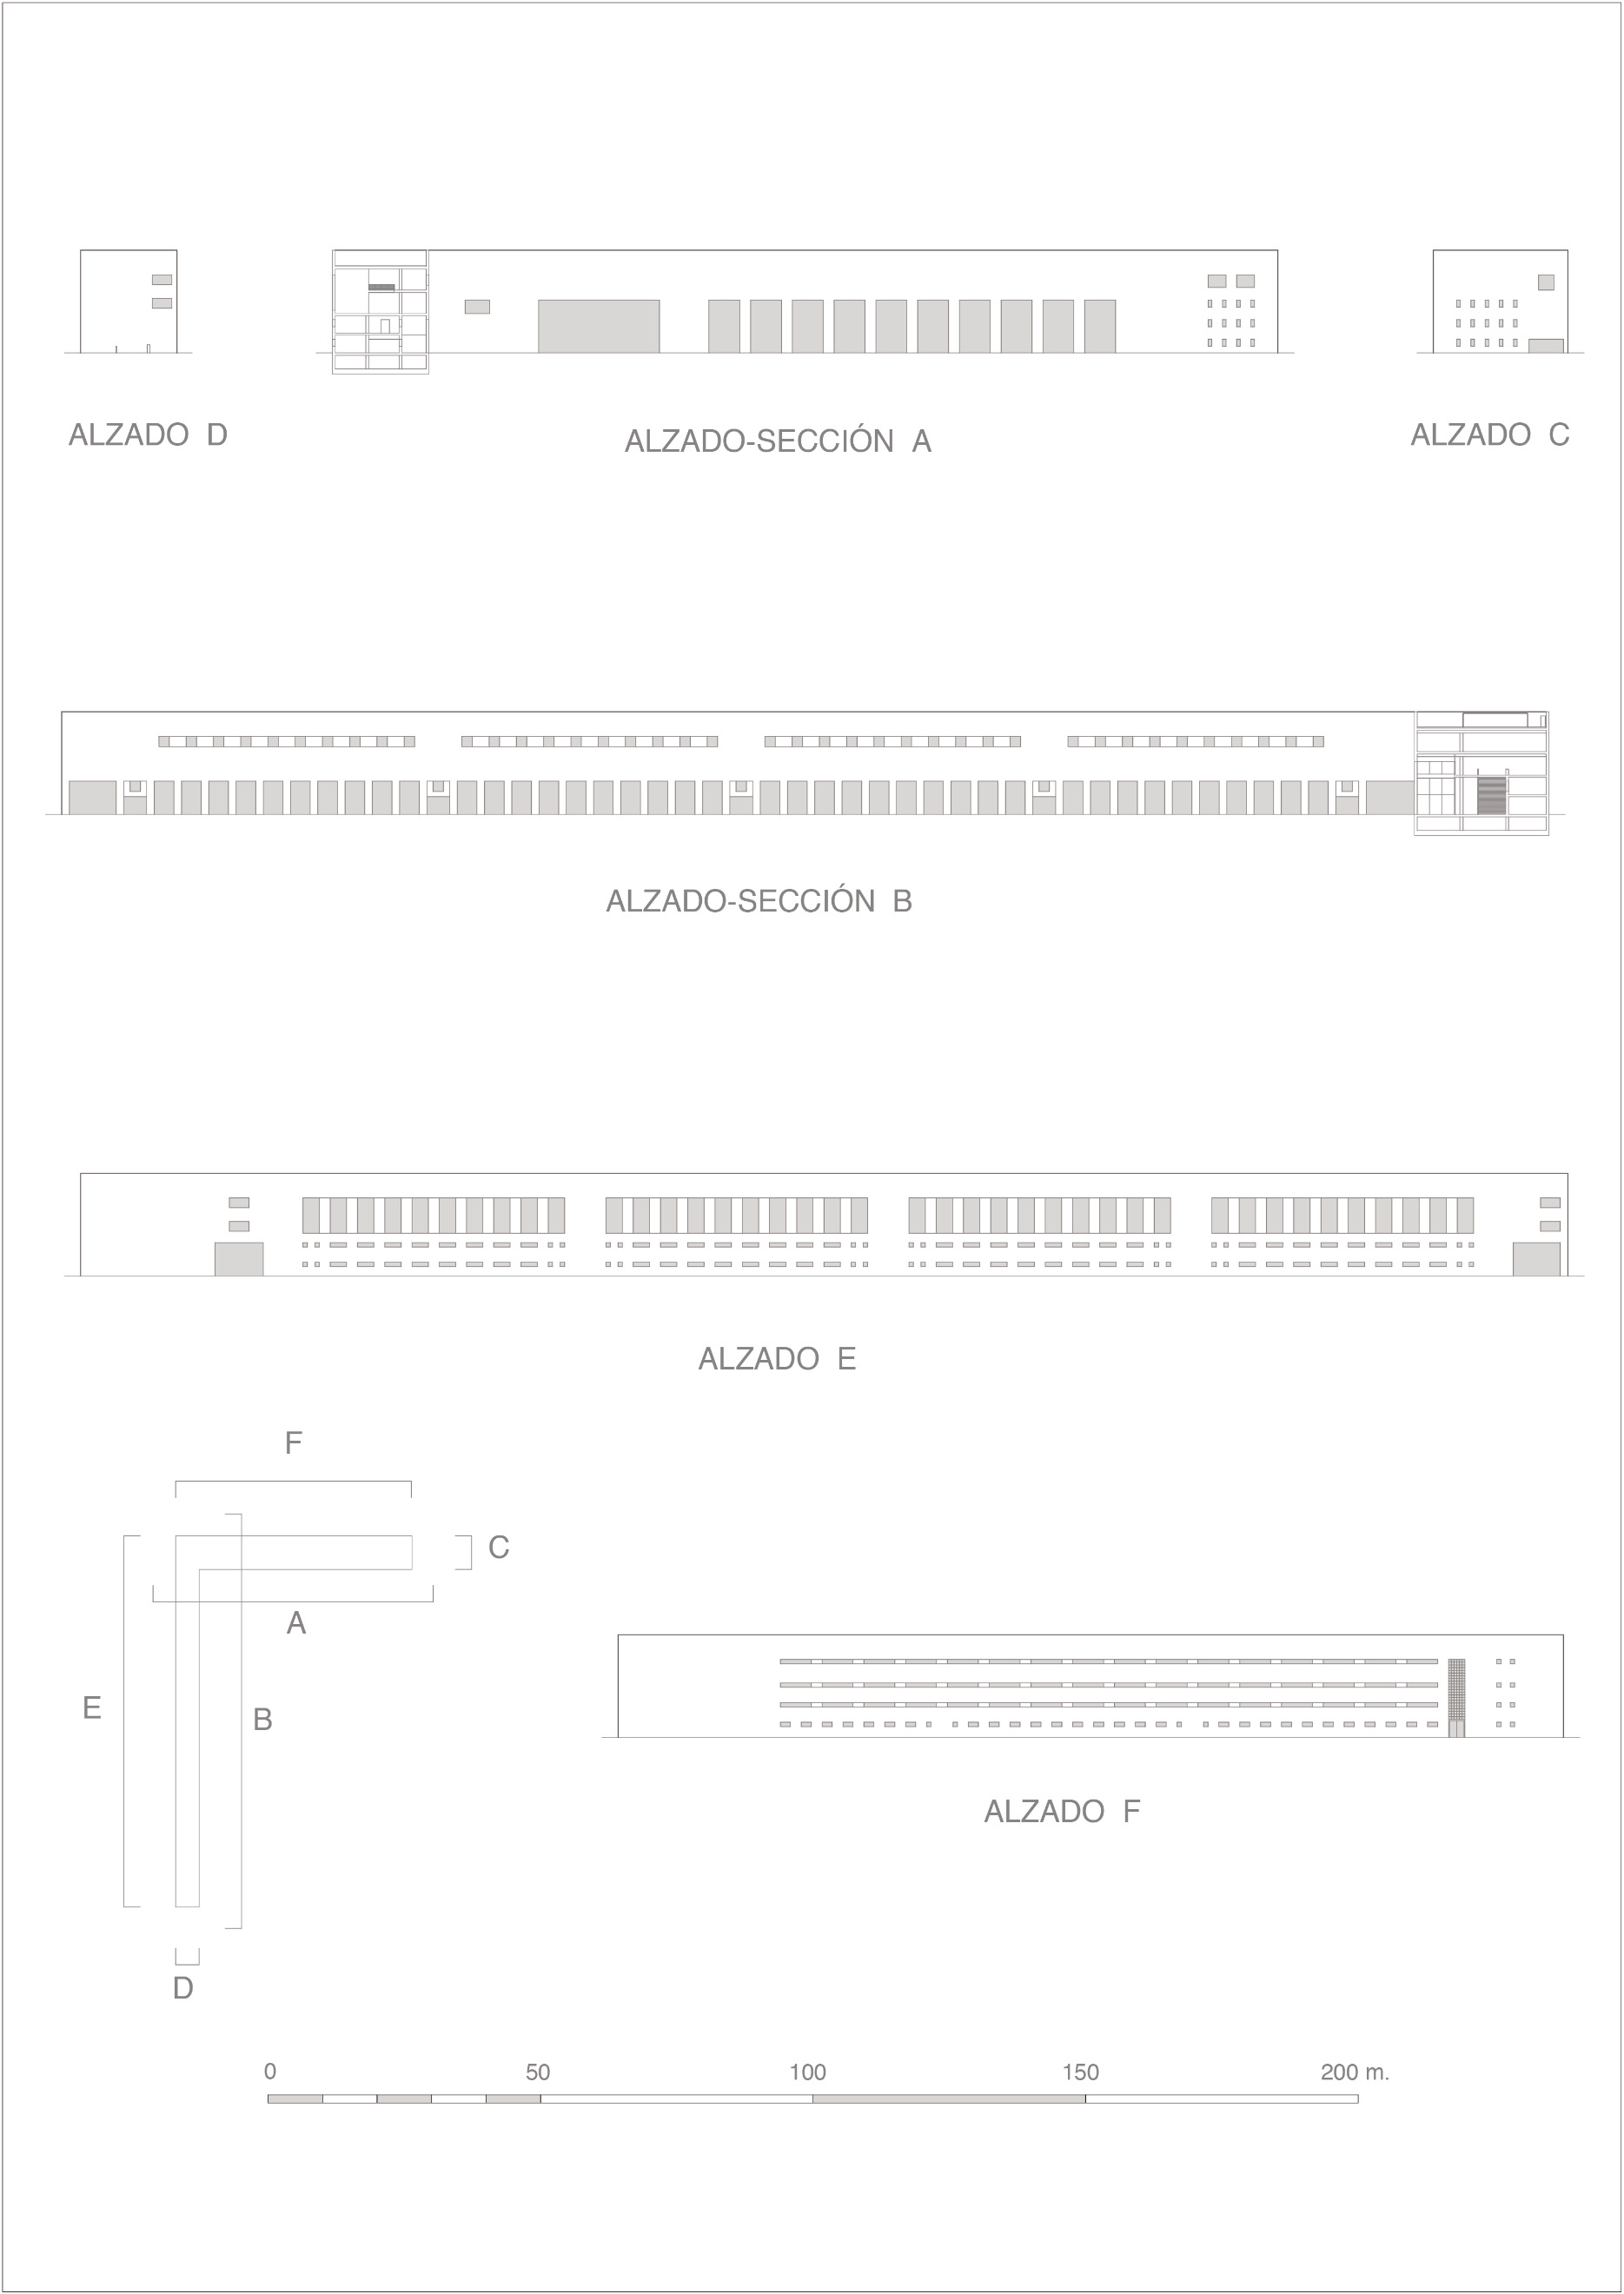 ALZADO D
ALZADO-SECCIÓN A
ALZADO C
ALZADO-SECCIÓN B
ALZADO E
F
C
A
E
B
ALZADO F
D
0 50 100 150 200 m.